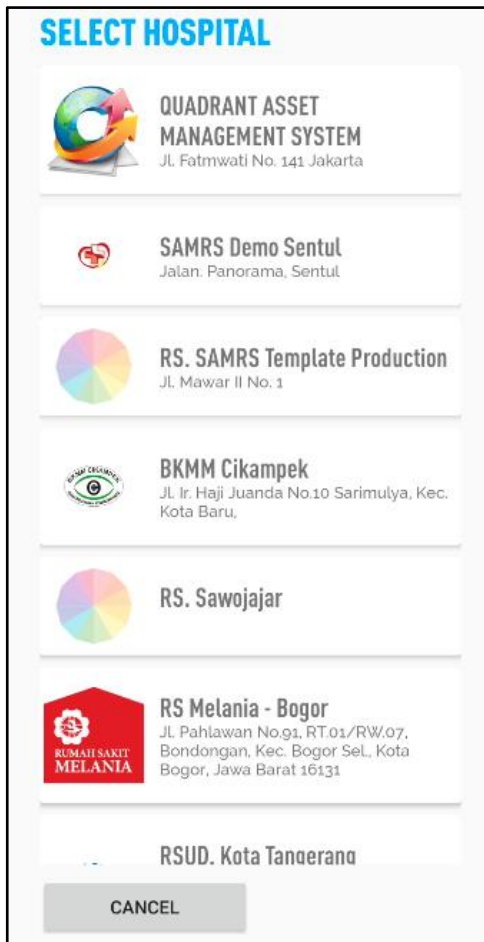 SELECT HOSPITAL
QUADRANT ASSET
MANAGEMENT SYSTEM
Jl. Fatmwati No. 141 Jakarta
SAMRS Demo Sentul
Jalan. Panorama, Sentul
RS. SAMRS Template Production
Jl. Mawar II No. 1
BKMM CIKAMPEK
BKMM Cikampek
Jl. Ir. Haji Juanda No.10 Sarimulya, Kec.
Kota Baru,
RS. Sawojajar
RUMAH SAKIT
MELANIA
RS Melania - Bogor
Jl. Pahlawan No.91, RT.01/RW.07,
Bondongan, Kec. Bogor Sel., Kota
Bogor, Jawa Barat 16131
RSUD. Kota Tangerang
CANCEL